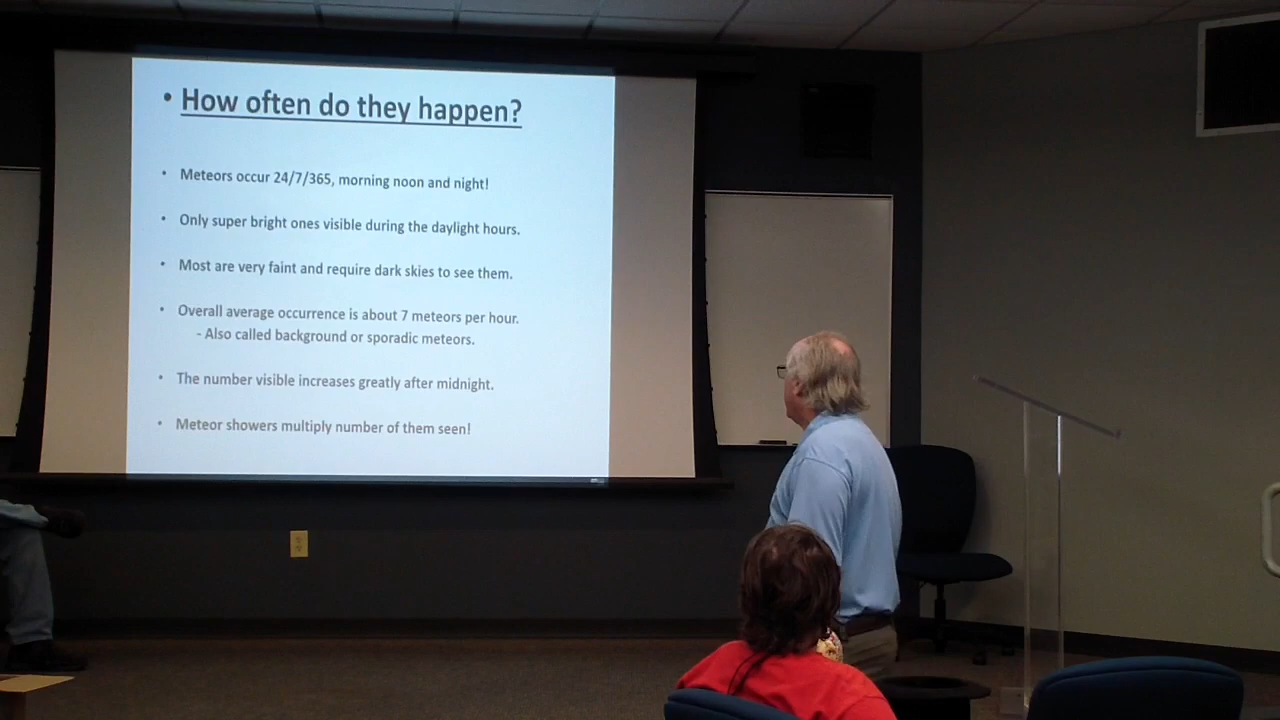 • How often do they happen?
• Meteors occur 24/7/365, morning noon and night!
• Only super bright ones visible during the daylight hours.
• Most are very faint and require dark skies to see them.
• Overall average occurrence is about 7 meteors per hour.
- Also called background or sporadic meteors.
• The number visible increases greatly after midnight.
• Meteor showers multiply number of them seen!